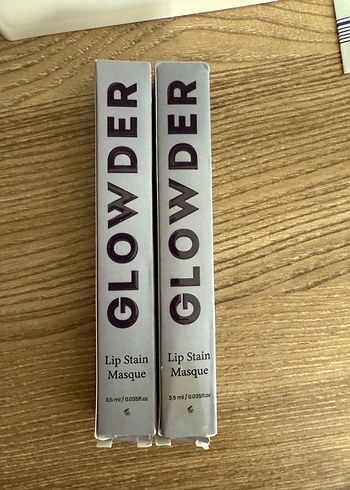 GLOWDER
Lip Stain
Masque
3.5 ml / 0.035fl.oz
GLOWDER
Lip Stain
Masque
3.5 ml / 0.035fl.oz